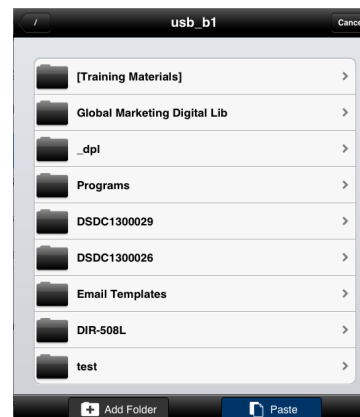 / usb_b1 Cance
[Training Materials]
Global Marketing Digital Lib
_dpl
Programs
DSDC1300029
DSDC1300026
Email Templates
DIR-508L
test
Add Folder Paste